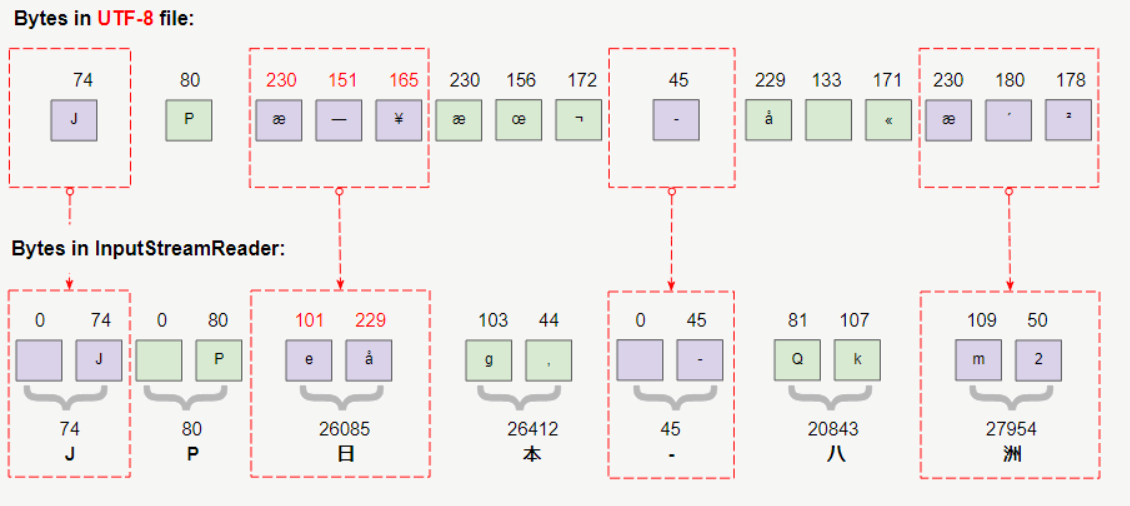 Bytes in UTF-8 file:
74 80 230 151 165 230 156 172 45 229 133 171 230 180 178
J P æ — ¥ æ œ ¬ - å « æ ´ ²
Bytes in InputStreamReader:
0 74 0 80 101 229 103 44 0 45 81 107 109 50
J P e å g , - Q k m 2
74 80 26085 26412 45 20843 27954
J P 日 本 - 八 洲